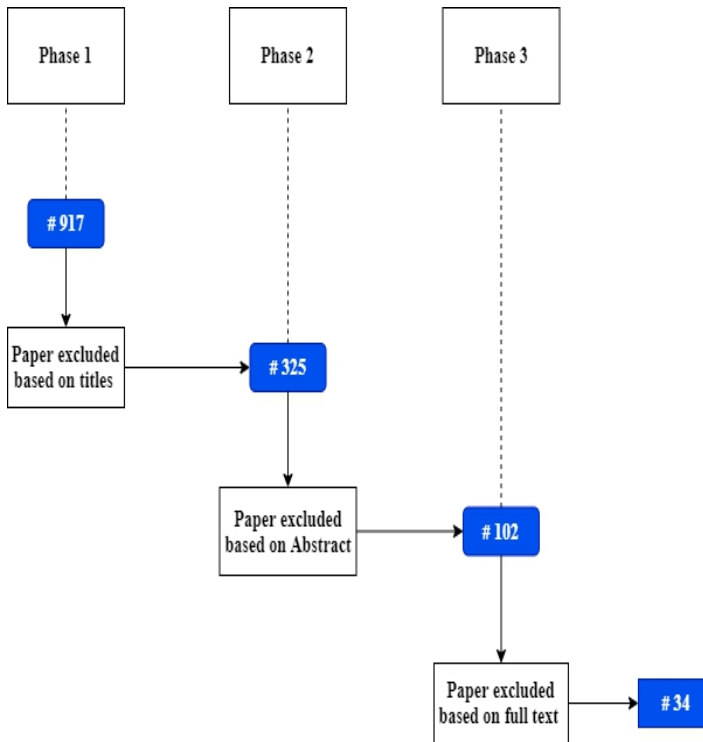 Phase 1
Phase 2
Phase 3
# 917
Paper excluded
based on titles
# 325
Paper excluded
based on Abstract
# 102
Paper excluded
based on full text
# 34